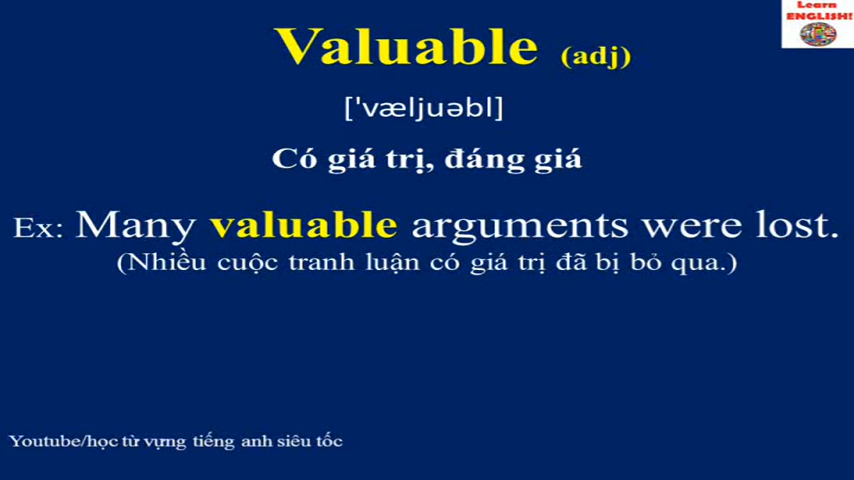 Learn
ENGLISH!
Valuable (adj)
['væljuəbl]
Có giá trị, đáng giá
Ex: Many valuable arguments were lost.
(Nhiều cuộc tranh luận có giá trị đã bị bỏ qua.)
Youtube/học từ vựng tiếng anh siêu tốc